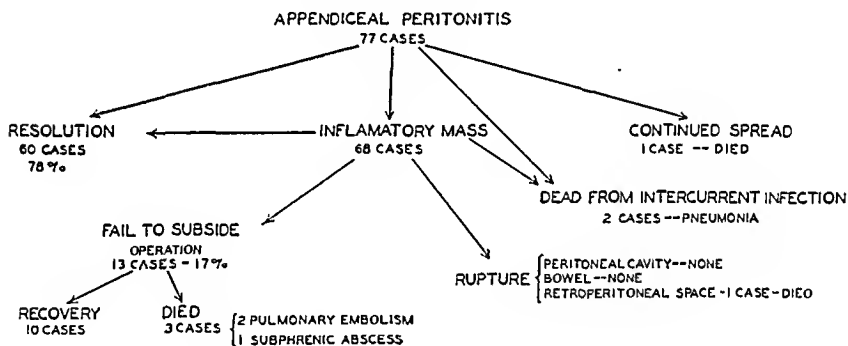 APPENDICEAL PERITONITIS
77 CASES
RESOLUTION
60 CASES
78 %
INFLAMATORY MASS
68 CASES
CONTINUED SPREAD
1 CASE -- DIED
DEAD FROM INTERCURRENT INFECTION
2 CASES -- PNEUMONIA
FAIL TO SUBSIDE
OPERATION
13 CASES - 17%
RUPTURE
PERITONEAL CAVITY--NONE
BOWEL--NONE
RETROPERITONEAL SPACE - 1 CASE - DIED
RECOVERY
10 CASES
DIED
3 CASES
2 PULMONARY EMBOLISM
1 SUBPHRENIC ABSCESS